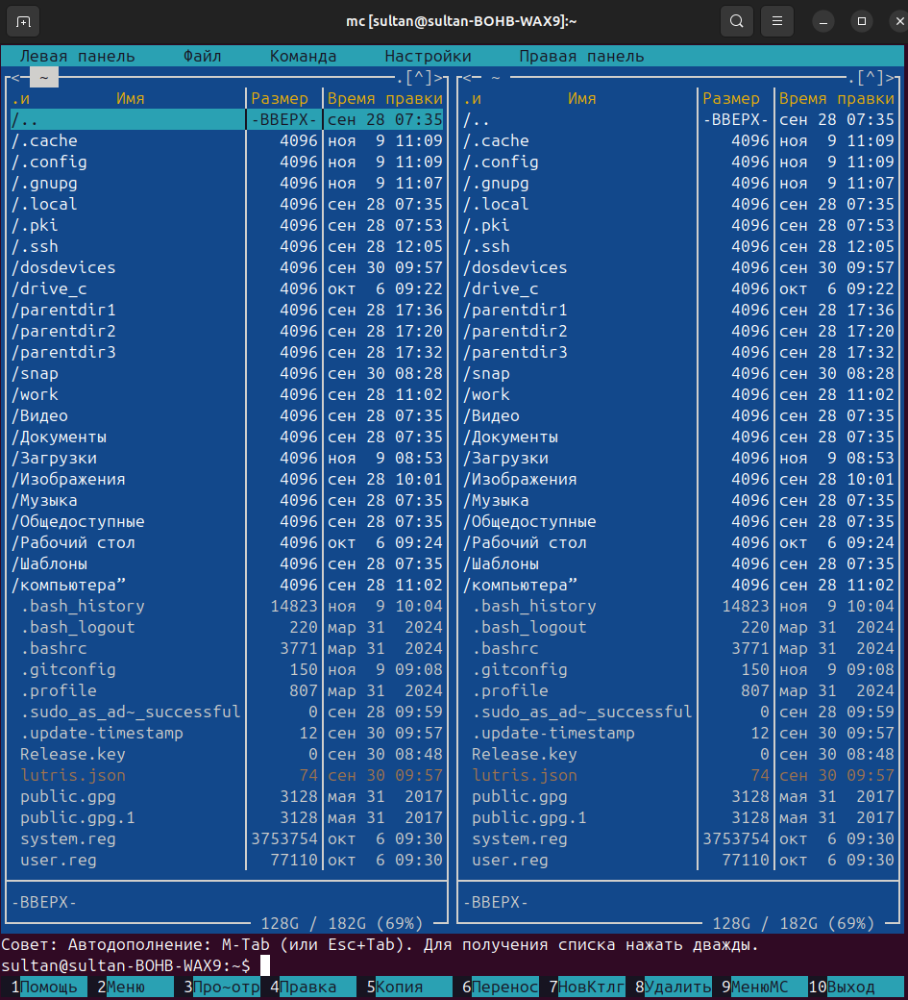 mc [sultan@sultan-BOHB-WAX9]:~
Левая панель Файл Команда Настройки Правая панель
<- ~ .[^]> <- ~ .[^]>
.и Имя Размер Время правки .и Имя Размер Время правки
/.. -ВВЕРХ- сен 28 07:35 /.. -ВВЕРХ- сен 28 07:35
/.cache 4096 ноя 9 11:09 /.cache 4096 ноя 9 11:09
/.config 4096 ноя 9 11:09 /.config 4096 ноя 9 11:09
/.gnupg 4096 ноя 9 11:07 /.gnupg 4096 ноя 9 11:07
/.local 4096 сен 28 07:35 /.local 4096 сен 28 07:35
/.pki 4096 сен 28 07:53 /.pki 4096 сен 28 07:53
/.ssh 4096 сен 28 12:05 /.ssh 4096 сен 28 12:05
/dosdevices 4096 сен 30 09:57 /dosdevices 4096 сен 30 09:57
/drive_c 4096 окт 6 09:22 /drive_c 4096 окт 6 09:22
/parentdir1 4096 сен 28 17:36 /parentdir1 4096 сен 28 17:36
/parentdir2 4096 сен 28 17:20 /parentdir2 4096 сен 28 17:20
/parentdir3 4096 сен 28 17:32 /parentdir3 4096 сен 28 17:32
/snap 4096 сен 30 08:28 /snap 4096 сен 30 08:28
/work 4096 сен 28 11:02 /work 4096 сен 28 11:02
/Видео 4096 сен 28 07:35 /Видео 4096 сен 28 07:35
/Документы 4096 сен 28 07:35 /Документы 4096 сен 28 07:35
/Загрузки 4096 ноя 9 08:53 /Загрузки 4096 ноя 9 08:53
/Изображения 4096 сен 28 10:01 /Изображения 4096 сен 28 10:01
/Музыка 4096 сен 28 07:35 /Музыка 4096 сен 28 07:35
/Общедоступные 4096 сен 28 07:35 /Общедоступные 4096 сен 28 07:35
/Рабочий стол 4096 окт 6 09:24 /Рабочий стол 4096 окт 6 09:24
/Шаблоны 4096 сен 28 07:35 /Шаблоны 4096 сен 28 07:35
/компьютера” 4096 сен 28 11:02 /компьютера” 4096 сен 28 11:02
.bash_history 14823 ноя 9 10:04 .bash_history 14823 ноя 9 10:04
.bash_logout 220 мар 31 2024 .bash_logout 220 мар 31 2024
.bashrc 3771 мар 31 2024 .bashrc 3771 мар 31 2024
.gitconfig 150 ноя 9 09:08 .gitconfig 150 ноя 9 09:08
.profile 807 мар 31 2024 .profile 807 мар 31 2024
.sudo_as_ad~_successful 0 сен 28 09:59 .sudo_as_ad~_successful 0 сен 28 09:59
.update-timestamp 12 сен 30 09:57 .update-timestamp 12 сен 30 09:57
Release.key 0 сен 30 08:48 Release.key 0 сен 30 08:48
lutris.json 74 сен 30 09:57 lutris.json 74 сен 30 09:57
public.gpg 3128 мая 31 2017 public.gpg 3128 мая 31 2017
public.gpg.1 3128 мая 31 2017 public.gpg.1 3128 мая 31 2017
system.reg 3753754 окт 6 09:30 system.reg 3753754 окт 6 09:30
user.reg 77110 окт 6 09:30 user.reg 77110 окт 6 09:30
-ВВЕРХ- -ВВЕРХ-
128G / 182G (69%) 128G / 182G (69%)
Совет: Автодополнение: M-Tab (или Esc+Tab). Для получения списка нажать дважды.
sultan@sultan-BOHB-WAX9:~$
1Помощь 2Меню 3Про~отр 4Правка 5Копия 6Перенос 7НовКтлг 8Удалить 9МенюМС 10Выход